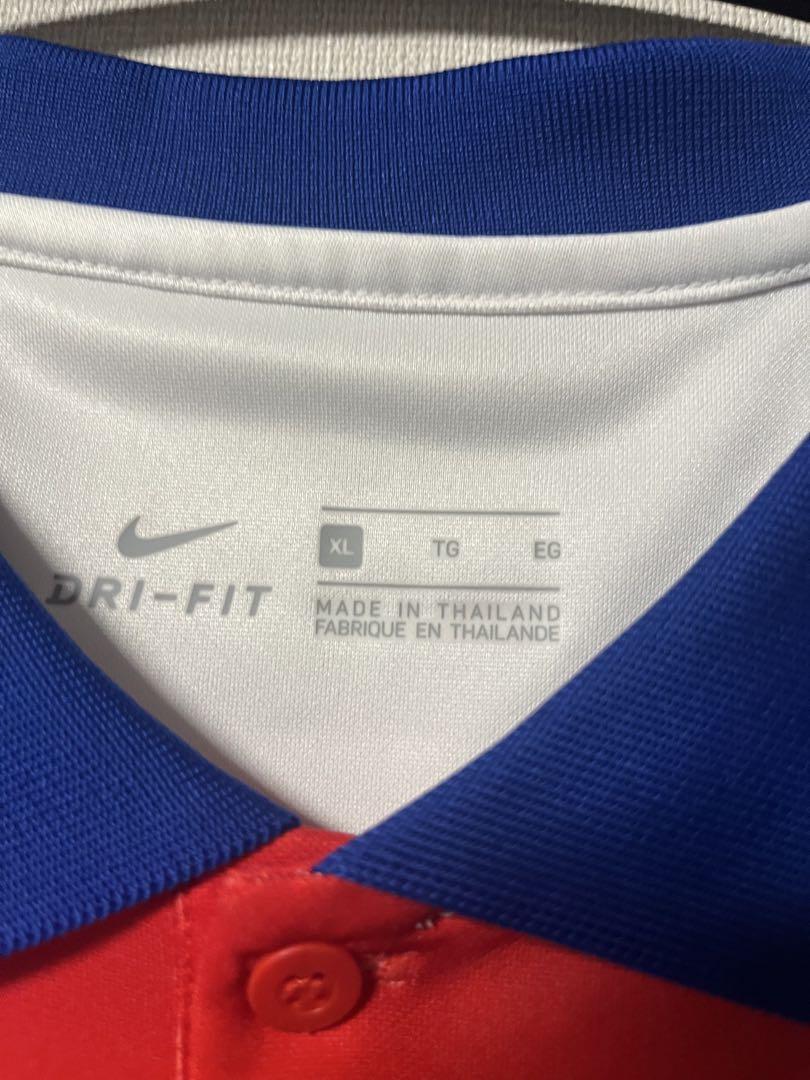 XL TG EG
DRI-FIT
MADE IN THAILAND
FABRIQUE EN THAILANDE